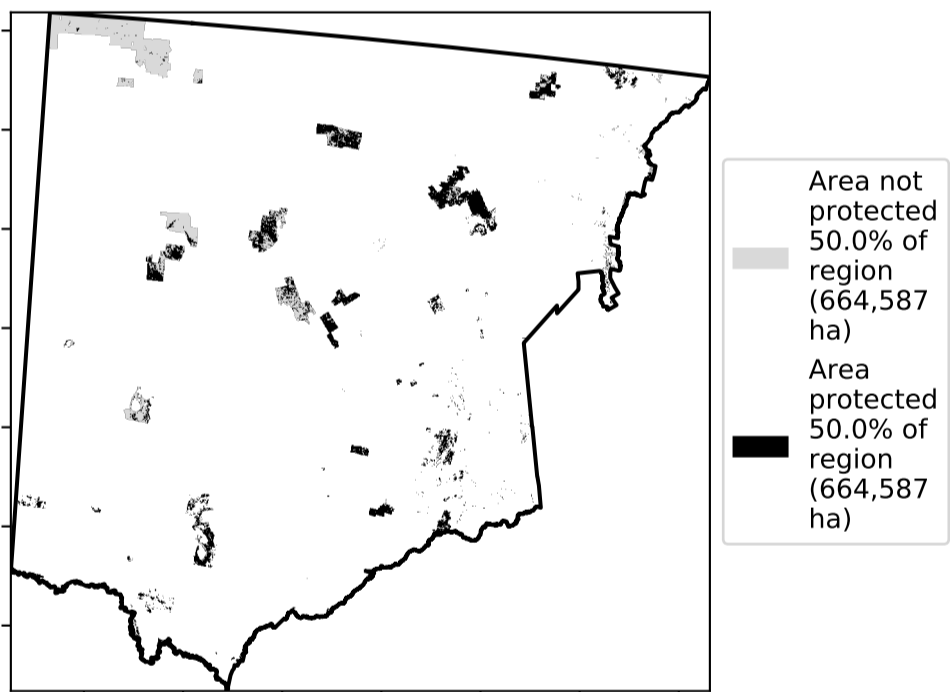 Area not
protected
50.0% of
region
(664,587
ha)
Area
protected
50.0% of
region
(664,587
ha)